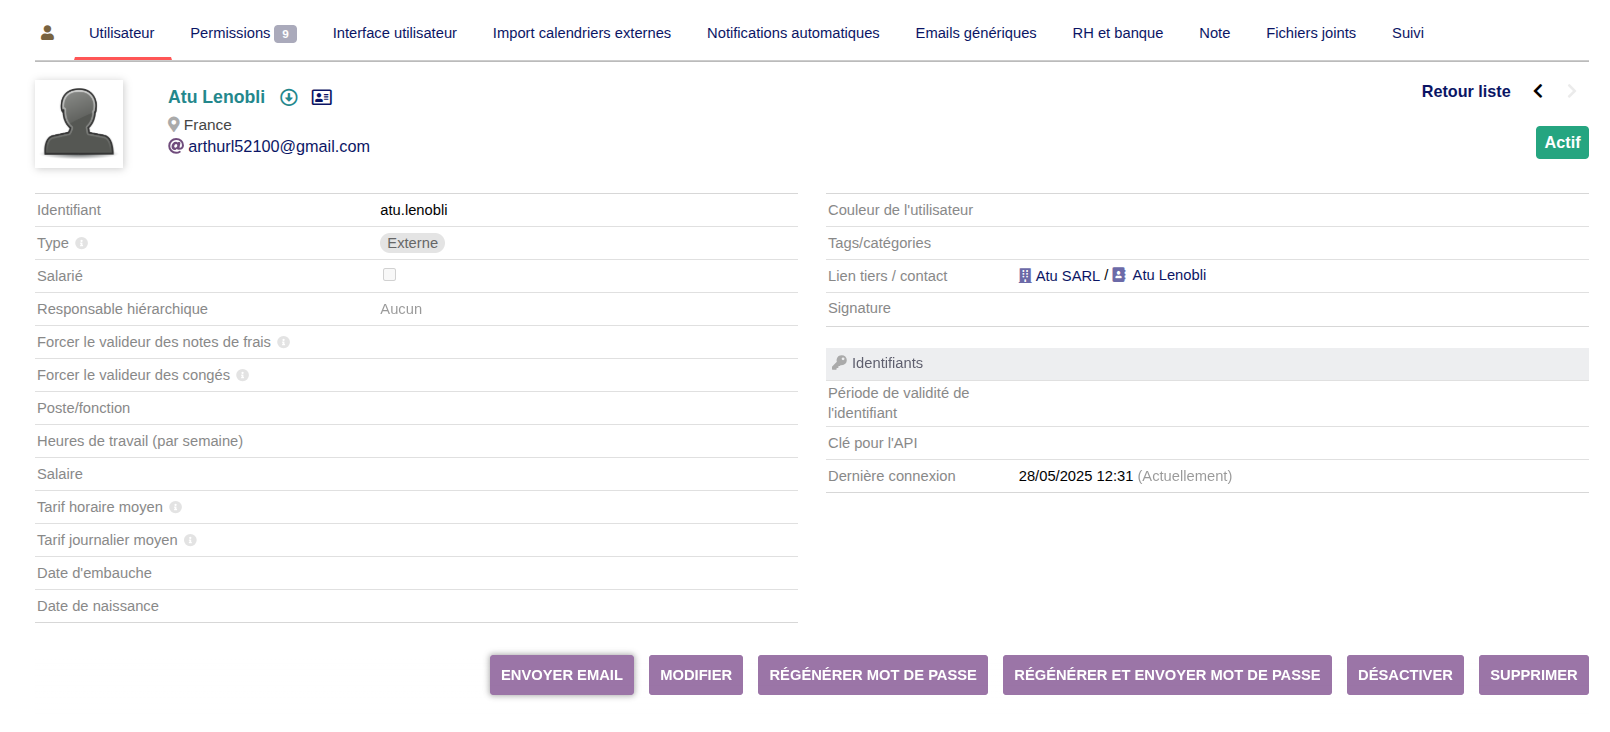 Utilisateur Permissions 9 Interface utilisateur Import calendriers externes Notifications automatiques Emails génériques RH et banque Note Fichiers joints Suivi
Atu Lenobli
Retour liste
France
arthurl52100@gmail.com
Actif
Identifiant atu.lenobli
Type Externe
Salarié
Responsable hiérarchique Aucun
Forcer le valideur des notes de frais
Forcer le valideur des congés
Poste/fonction
Heures de travail (par semaine)
Salaire
Tarif horaire moyen
Tarif journalier moyen
Date d'embauche
Date de naissance
Couleur de l'utilisateur
Tags/catégories
Lien tiers / contact Atu SARL / Atu Lenobli
Signature
Identifiants
Période de validité de
l'identifiant
Clé pour l'API
Dernière connexion 28/05/2025 12:31 (Actuellement)
ENVOYER EMAIL MODIFIER RÉGÉNÉRER MOT DE PASSE RÉGÉNÉRER ET ENVOYER MOT DE PASSE DÉSACTIVER SUPPRIMER